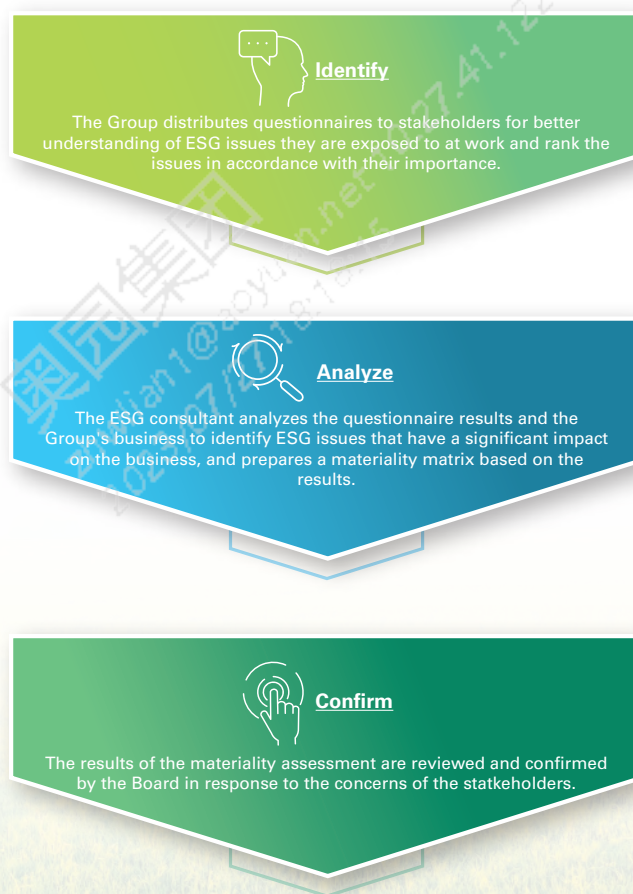 Identify
The Group distributes questionnaires to stakeholders for better
understanding of ESG issues they are exposed to at work and rank the
issues in accordance with their importance.
Analyze
The ESG consultant analyzes the questionnaire results and the
Group's business to identify ESG issues that have a significant impact
on the business, and prepares a materiality matrix based on the
results.
Confirm
The results of the materiality assessment are reviewed and confirmed
by the Board in response to the concerns of the statkeholders.
奥园集团